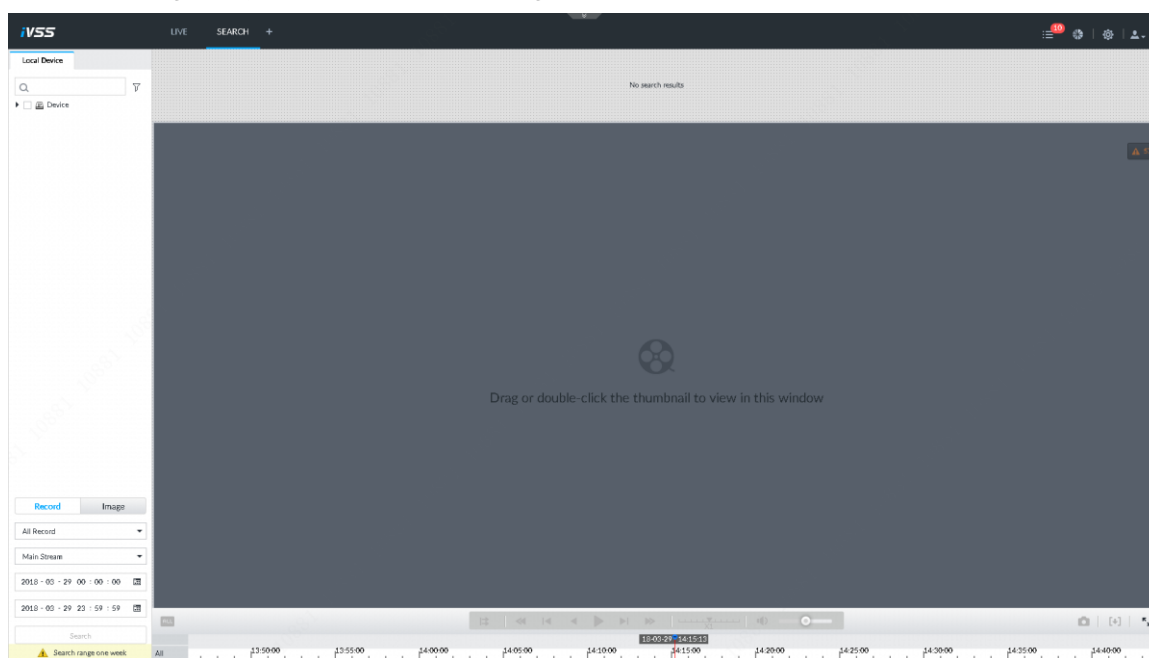 iVSS
LIVE SEARCH +
10
Local Device
No search results
Device
Drag or double-click the thumbnail to view in this window
Record Image
All Record
Main Stream
2018 - 03 - 29 00 : 00 : 00
2018 - 03 - 29 23 : 59 : 59
Search
18-03-29 14:15:13
Search range one week
All 13:50:00 13:55:00 14:00:00 14:05:00 14:10:00 14:15:00 14:20:00 14:25:00 14:30:00 14:35:00 14:40:00